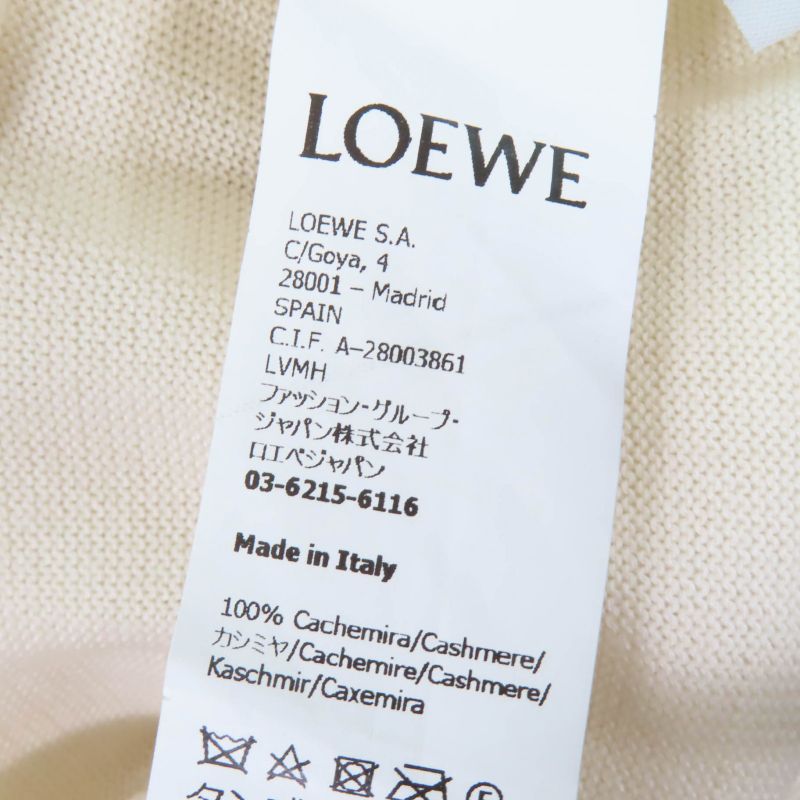 LOEWE
LOEWE S.A.
C/Goya, 4
28001 – Madrid
SPAIN
C.I.F. A–28003861
LVMH
ファッション・グループ・
ジャパン株式会社
ロエベジャパン
03-6215-6116
Made in Italy
100% Cachemira/Cashmere/
カシミヤ/Cachemire/Cashmere/
Kaschmir/Caxemira